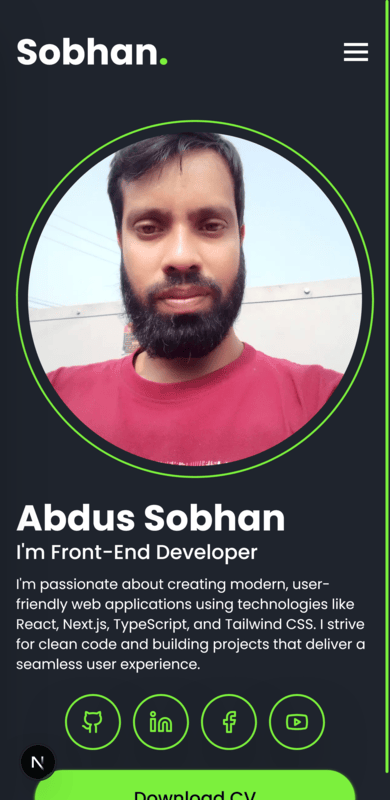 Sobhan.
Abdus Sobhan
I'm Front-End Developer
I'm passionate about creating modern, user-
friendly web applications using technologies like
React, Next.js, TypeScript, and Tailwind CSS. I strive
for clean code and building projects that deliver a
seamless user experience.
in
N
Download CV